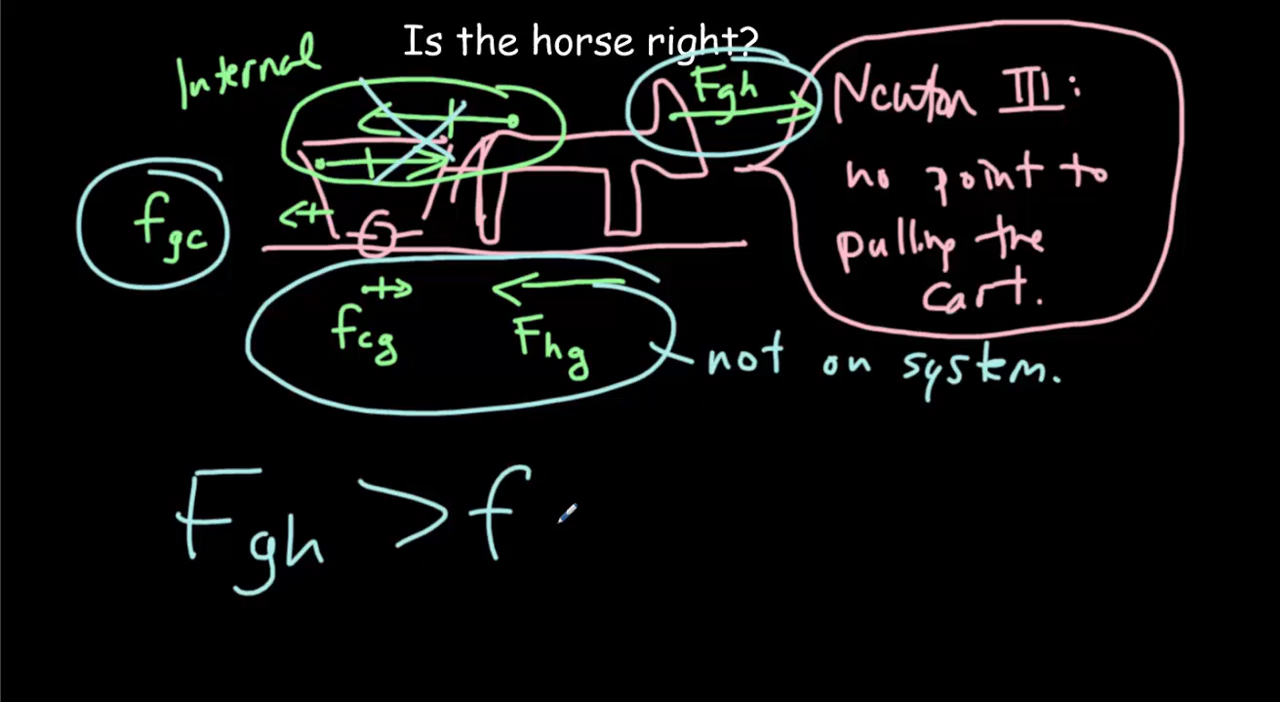 Is the horse right?
Internal
Fgh
Newton III:
no point to
pulling the
cart.
fgc
fcg
Fhg
not on system.
Fgh > f